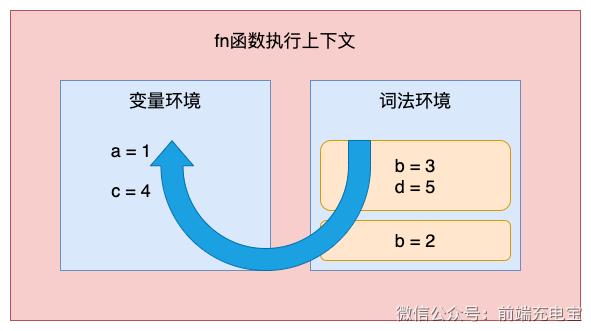 fn函数执行上下文
变量环境
a = 1
c = 4
词法环境
b = 3
d = 5
b = 2
微信公众号：前端充电宝